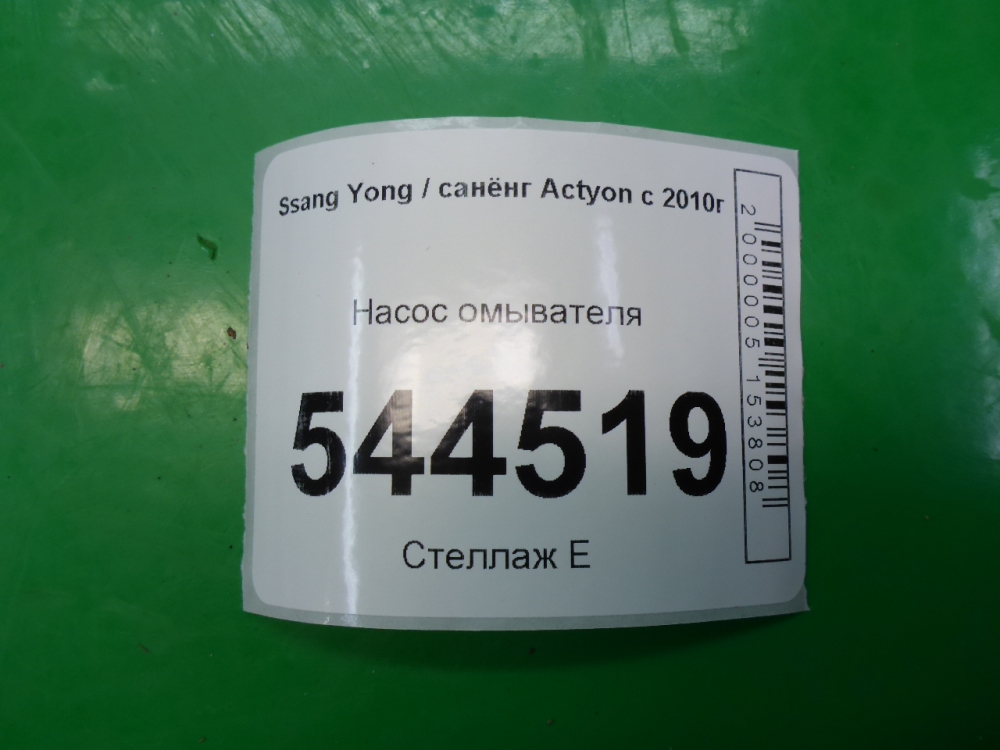 Ssang Yong / санёнг Actyon с 2010г
Насос омывателя
544519
Стеллаж Е
2000005153808